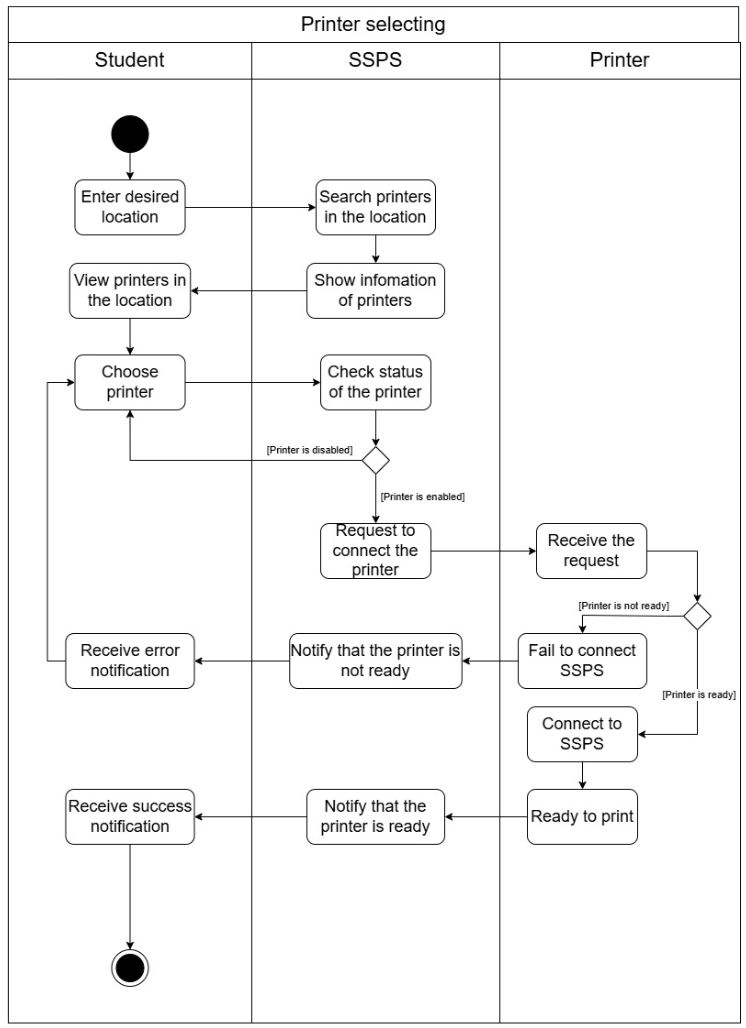 Printer selecting
Student
SSPS
Printer
Enter desired
location
Search printers
in the location
View printers in
the location
Show infomation
of printers
Choose
printer
Check status
of the printer
[Printer is disabled]
[Printer is enabled]
Request to
connect the
printer
Receive the
request
[Printer is not ready]
Receive error
notification
Notify that the printer is
not ready
Fail to connect
SSPS
[Printer is ready]
Connect to
SSPS
Receive success
notification
Notify that the
printer is ready
Ready to print